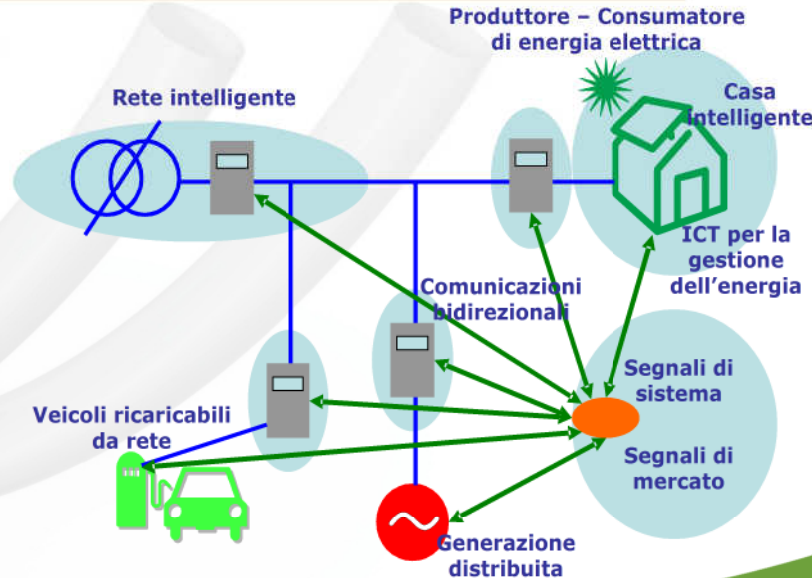 Produttore – Consumatore
di energia elettrica
Rete intelligente
Casa
intelligente
ICT per la
gestione
dell'energia
Comunicazioni
bidirezionali
Segnali di
sistema
Veicoli ricaricabili
da rete
Segnali di
mercato
Generazione
distribuita